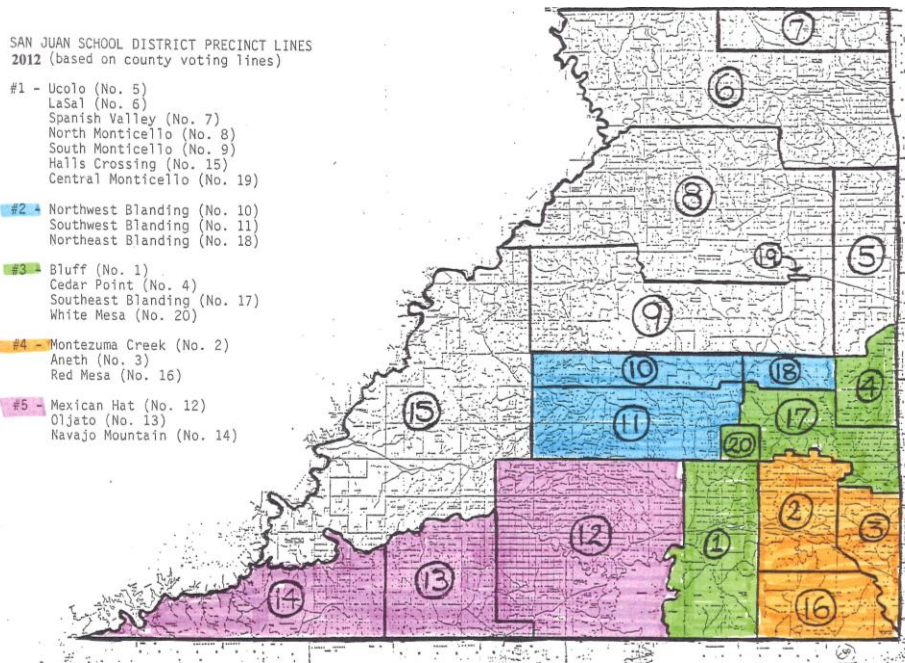 SAN JUAN SCHOOL DISTRICT PRECINCT LINES
2012 (based on county voting lines)
#1 - Ucolo (No. 5)
LaSal (No. 6)
Spanish Valley (No. 7)
North Monticello (No. 8)
South Monticello (No. 9)
Halls Crossing (No. 15)
Central Monticello (No. 19)
#2 - Northwest Blanding (No. 10)
Southwest Blanding (No. 11)
Northeast Blanding (No. 18)
#3 - Bluff (No. 1)
Cedar Point (No. 4)
Southeast Blanding (No. 17)
White Mesa (No. 20)
#4 - Montezuma Creek (No. 2)
Aneth (No. 3)
Red Mesa (No. 16)
#5 - Mexican Hat (No. 12)
Oljato (No. 13)
Navajo Mountain (No. 14)
7
6
8
19
5
9
10
18
4
15
11
17
20
2
3
12
1
13
14
16